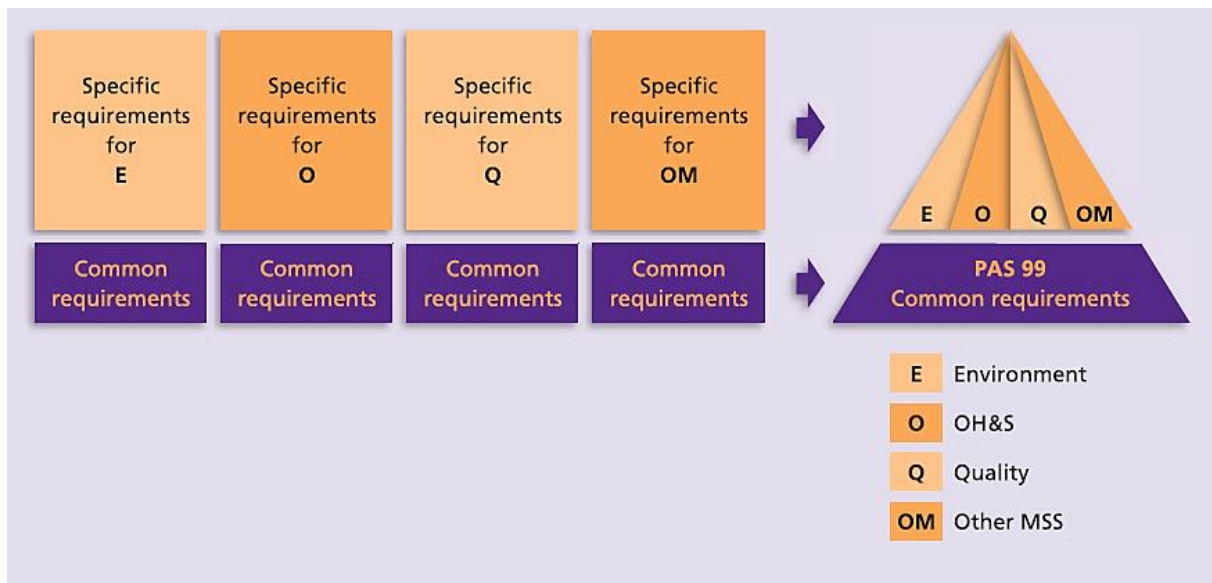 Specific
requirements
for
E
Specific
requirements
for
O
Specific
requirements
for
Q
Specific
requirements
for
OM
Common
requirements
Common
requirements
Common
requirements
Common
requirements
E O Q OM
PAS 99
Common requirements
E Environment
O OH&S
Q Quality
OM Other MSS